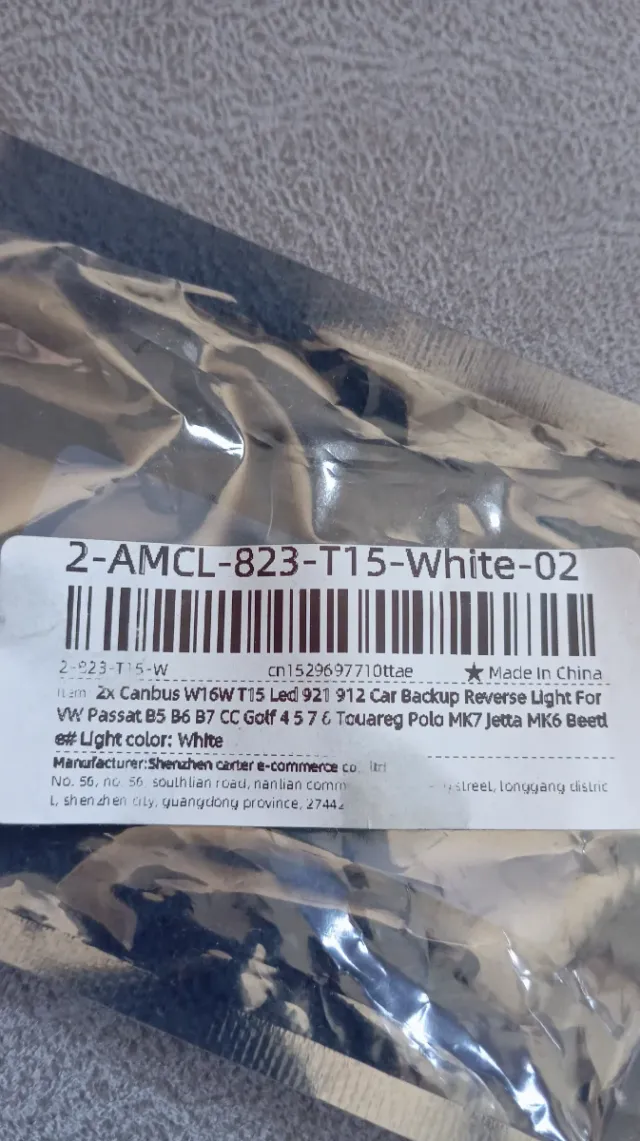 2-AMCL-823-T15-White-02
2-823-T15-W cn1529697710ttae ★ Made In China
Item: 2x Canbus W16W T15 Led 921 912 Car Backup Reverse Light For
VW Passat B5 B6 B7 CC Golf 4 5 7 6 Touareg Polo MK7 Jetta MK6 Beetl
e# Light color: White
Manufacturer:Shenzhen carter e-commerce co.
No. 56, no. 56, southlian road, nanlian street, longgang distric
t, shenzhen city, guangdong province, 27442